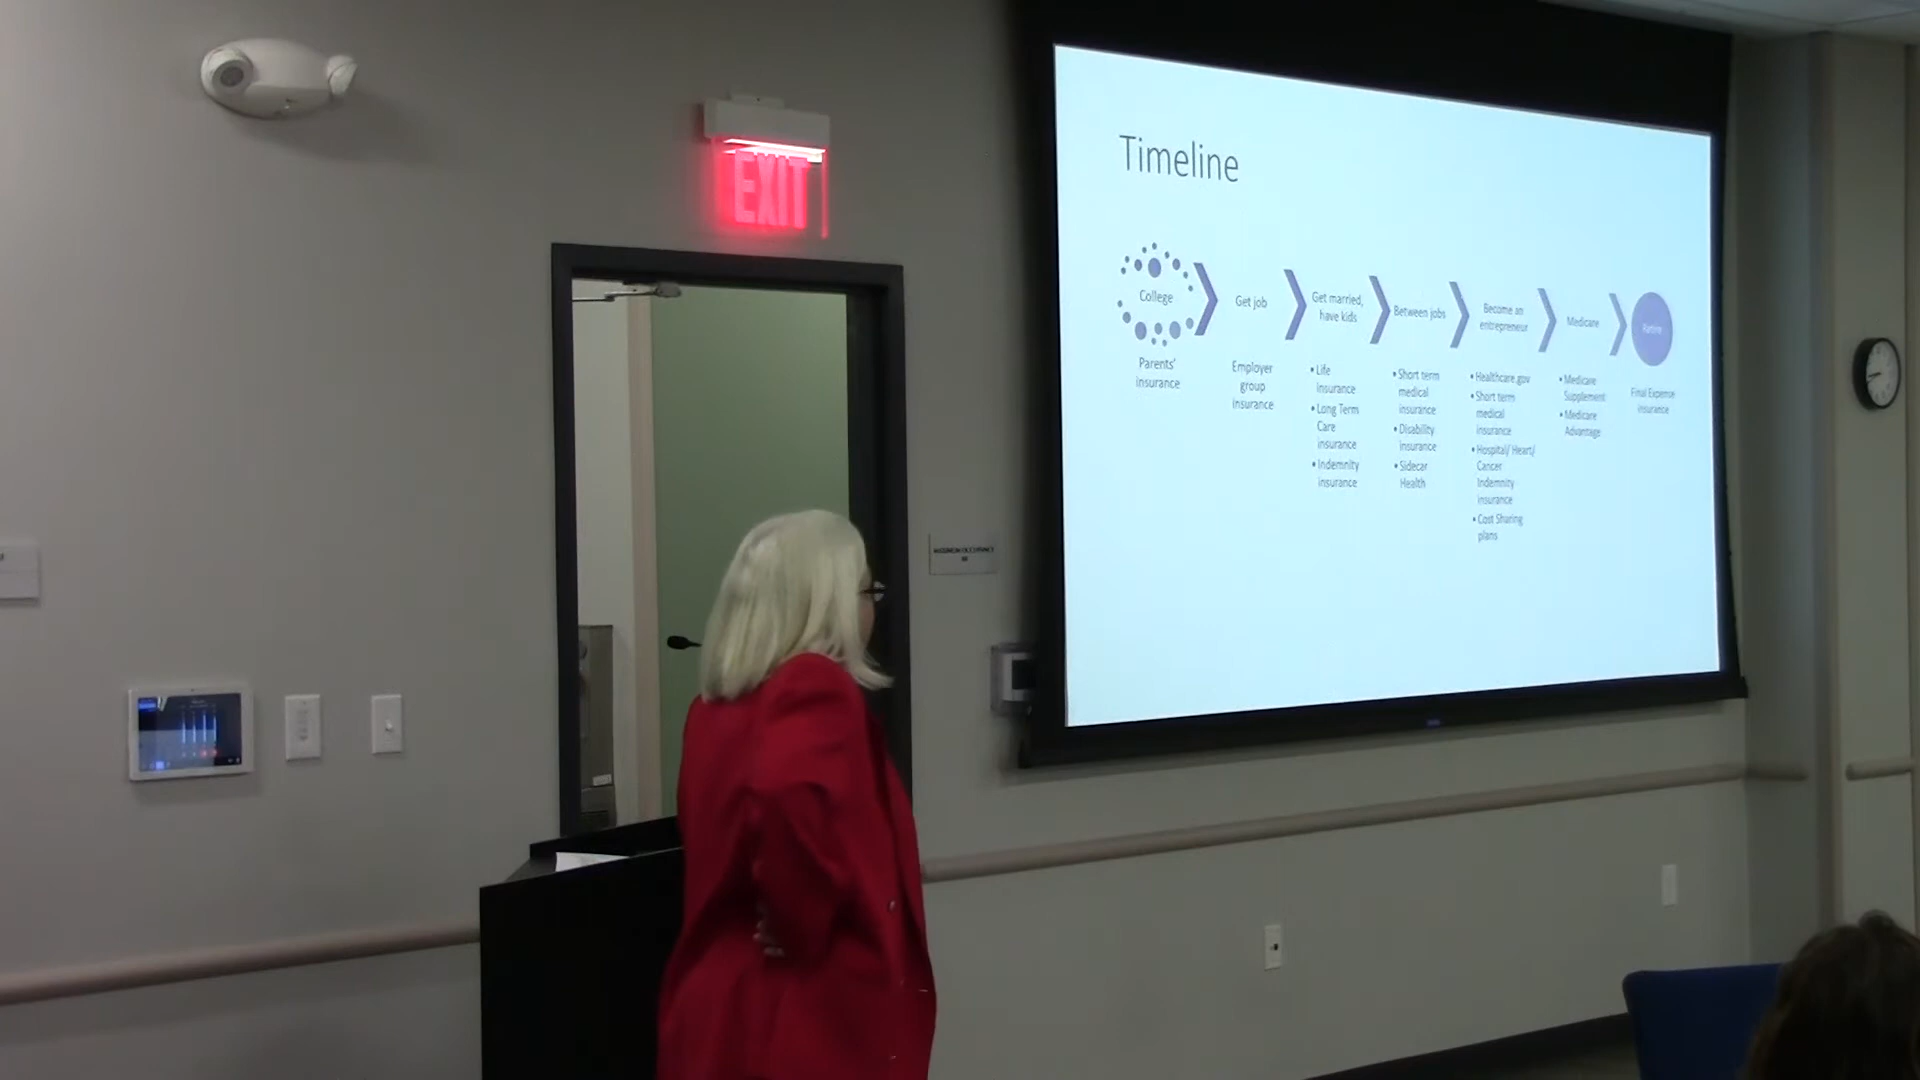 EXIT
Timeline
College
Get job
Get married,
have kids
Between jobs
Become an
entrepreneur
Medicare
Retire
Parents'
insurance
Employer
group
insurance
• Life
insurance
• Long Term
Care
insurance
• Indemnity
insurance
• Short term
medical
insurance
• Disability
insurance
• Sidecar
Health
• Healthcare.gov
• Short term
medical
insurance
• Hospital/ Heart/
Cancer
Indemnity
insurance
• Cost Sharing
plans
• Medicare
Supplement
• Medicare
Advantage
Final Expense
insurance
MAXIMUM OCCUPANCY